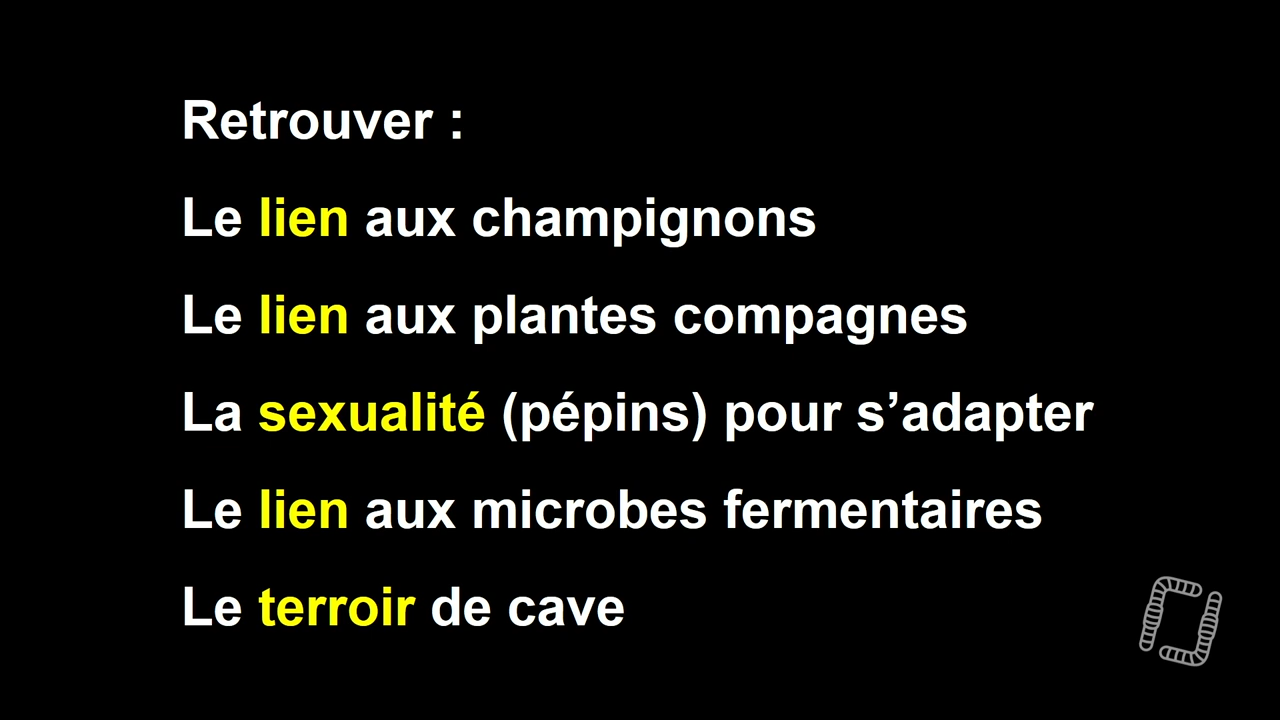 Retrouver :
Le lien aux champignons
Le lien aux plantes compagnes
La sexualité (pépins) pour s’adapter
Le lien aux microbes fermentaires
Le terroir de cave